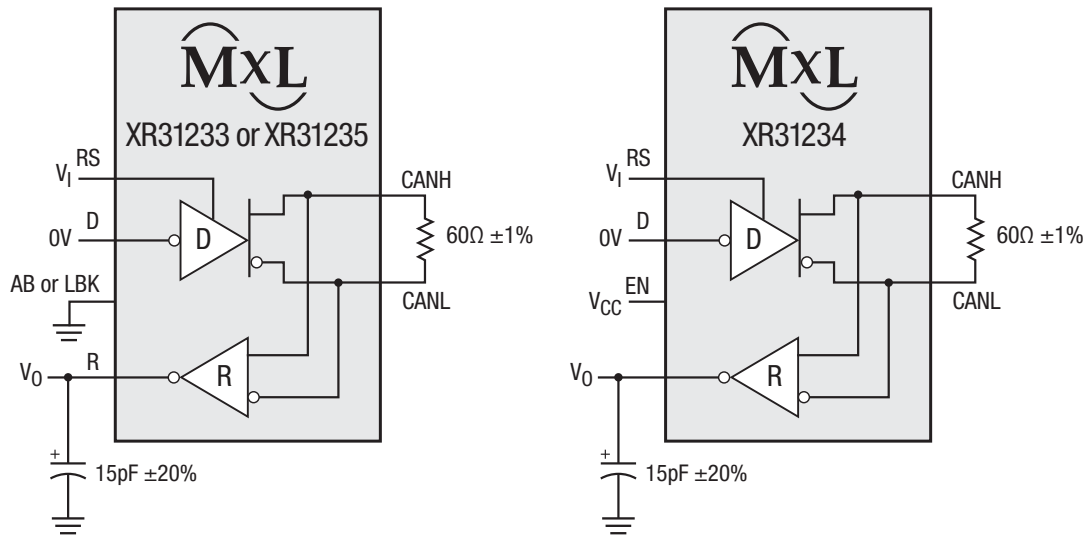 MXL
XR31233 or XR31235
RS
VI
D
0V
D
CANH
60Ω ±1%
AB or LBK
CANL
R
VO
R
+
15pF ±20%
MXL
XR31234
RS
VI
D
0V
D
CANH
60Ω ±1%
EN
VCC
CANL
VO
R
+
15pF ±20%